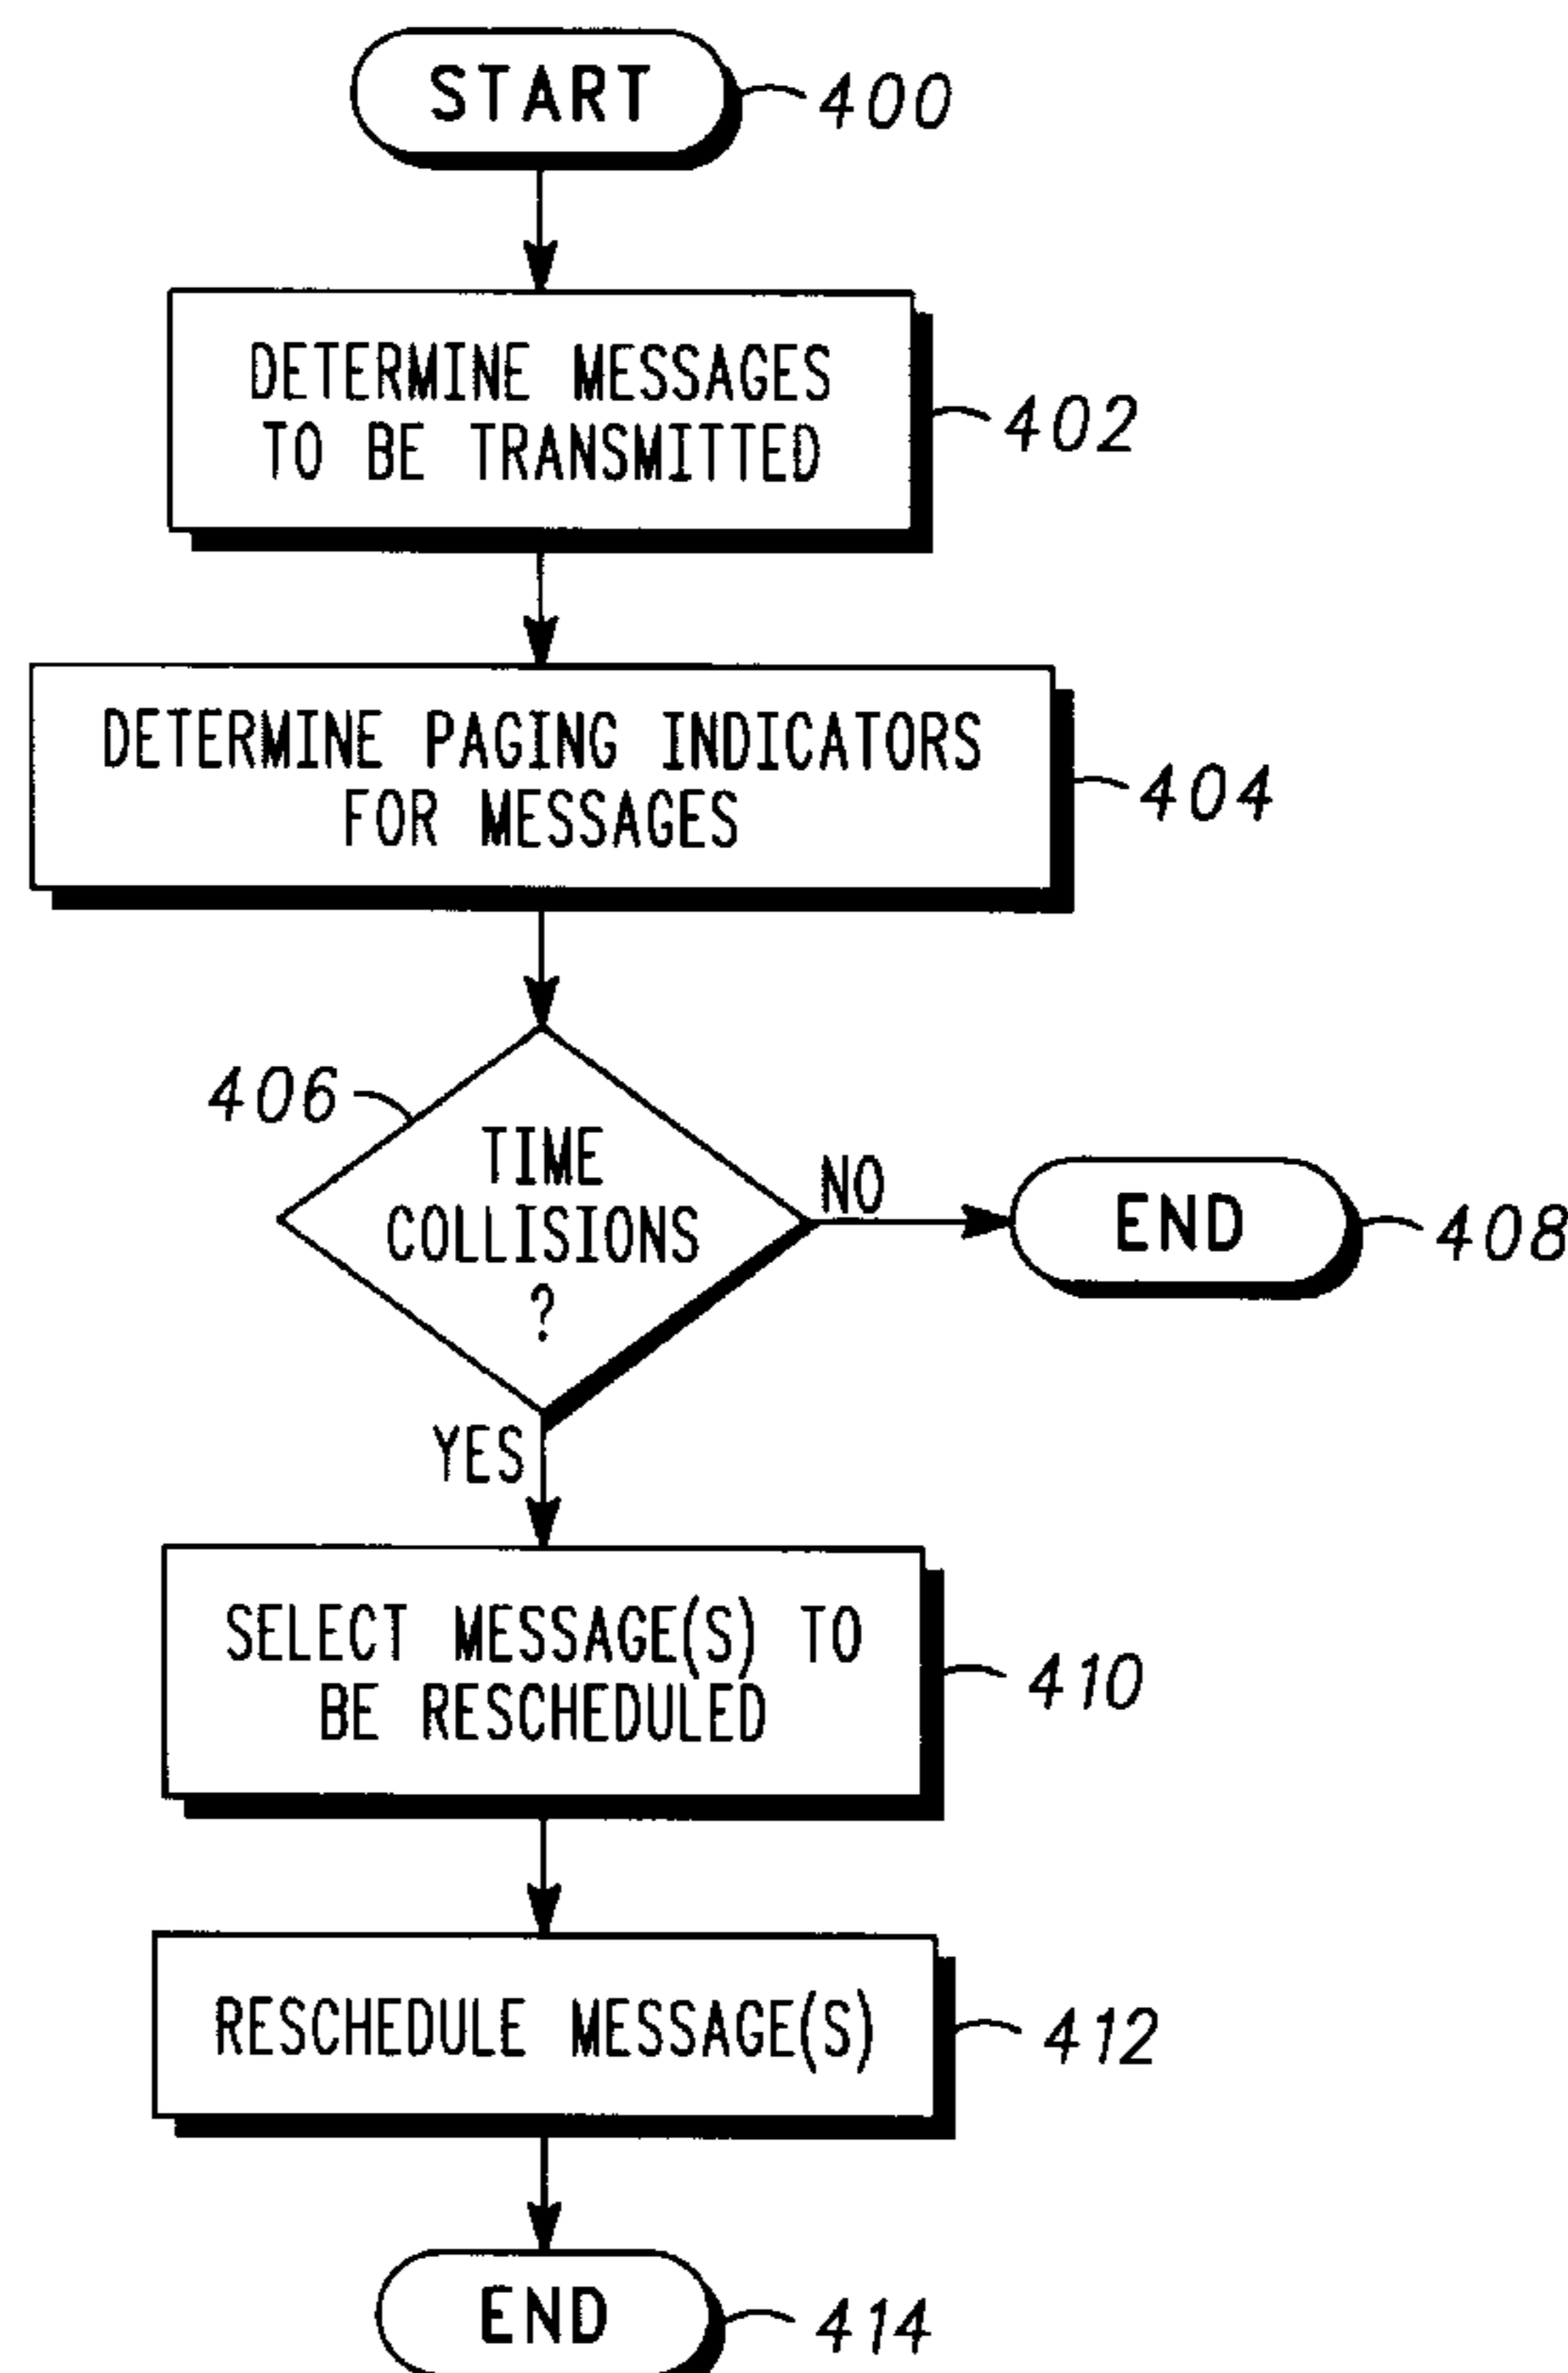 START
400
DETERMINE MESSAGES
TO BE TRANSMITTED
402
DETERMINE PAGING INDICATORS
FOR MESSAGES
404
406
TIME
COLLISIONS
?
NO
END
408
YES
SELECT MESSAGE(S) TO
BE RESCHEDULED
410
RESCHEDULE MESSAGE(S)
412
END
414